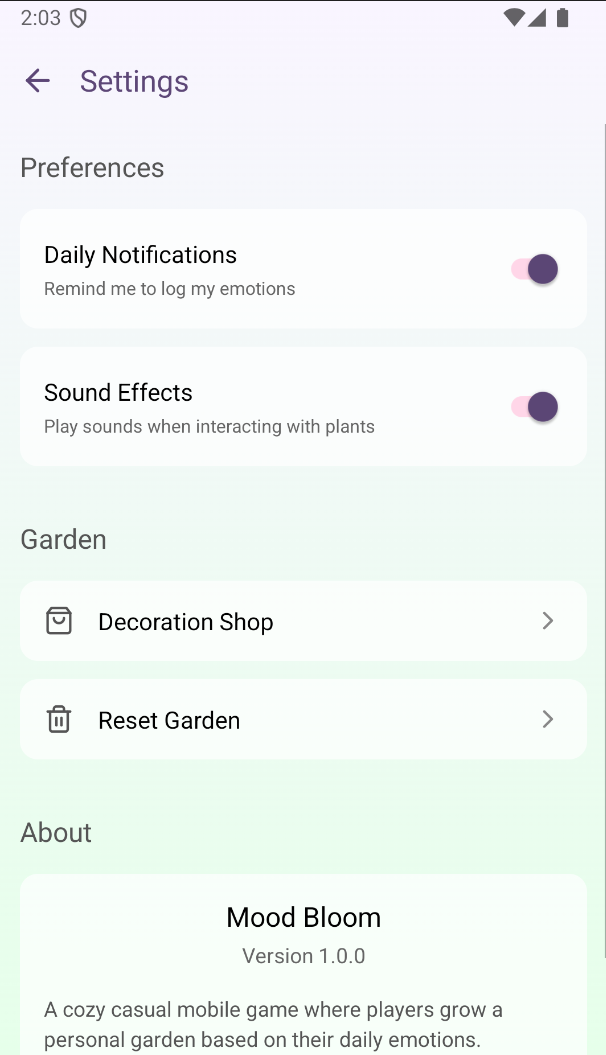 2:03
Settings
Preferences
Daily Notifications
Remind me to log my emotions
Sound Effects
Play sounds when interacting with plants
Garden
Decoration Shop
Reset Garden
About
Mood Bloom
Version 1.0.0
A cozy casual mobile game where players grow a
personal garden based on their daily emotions.